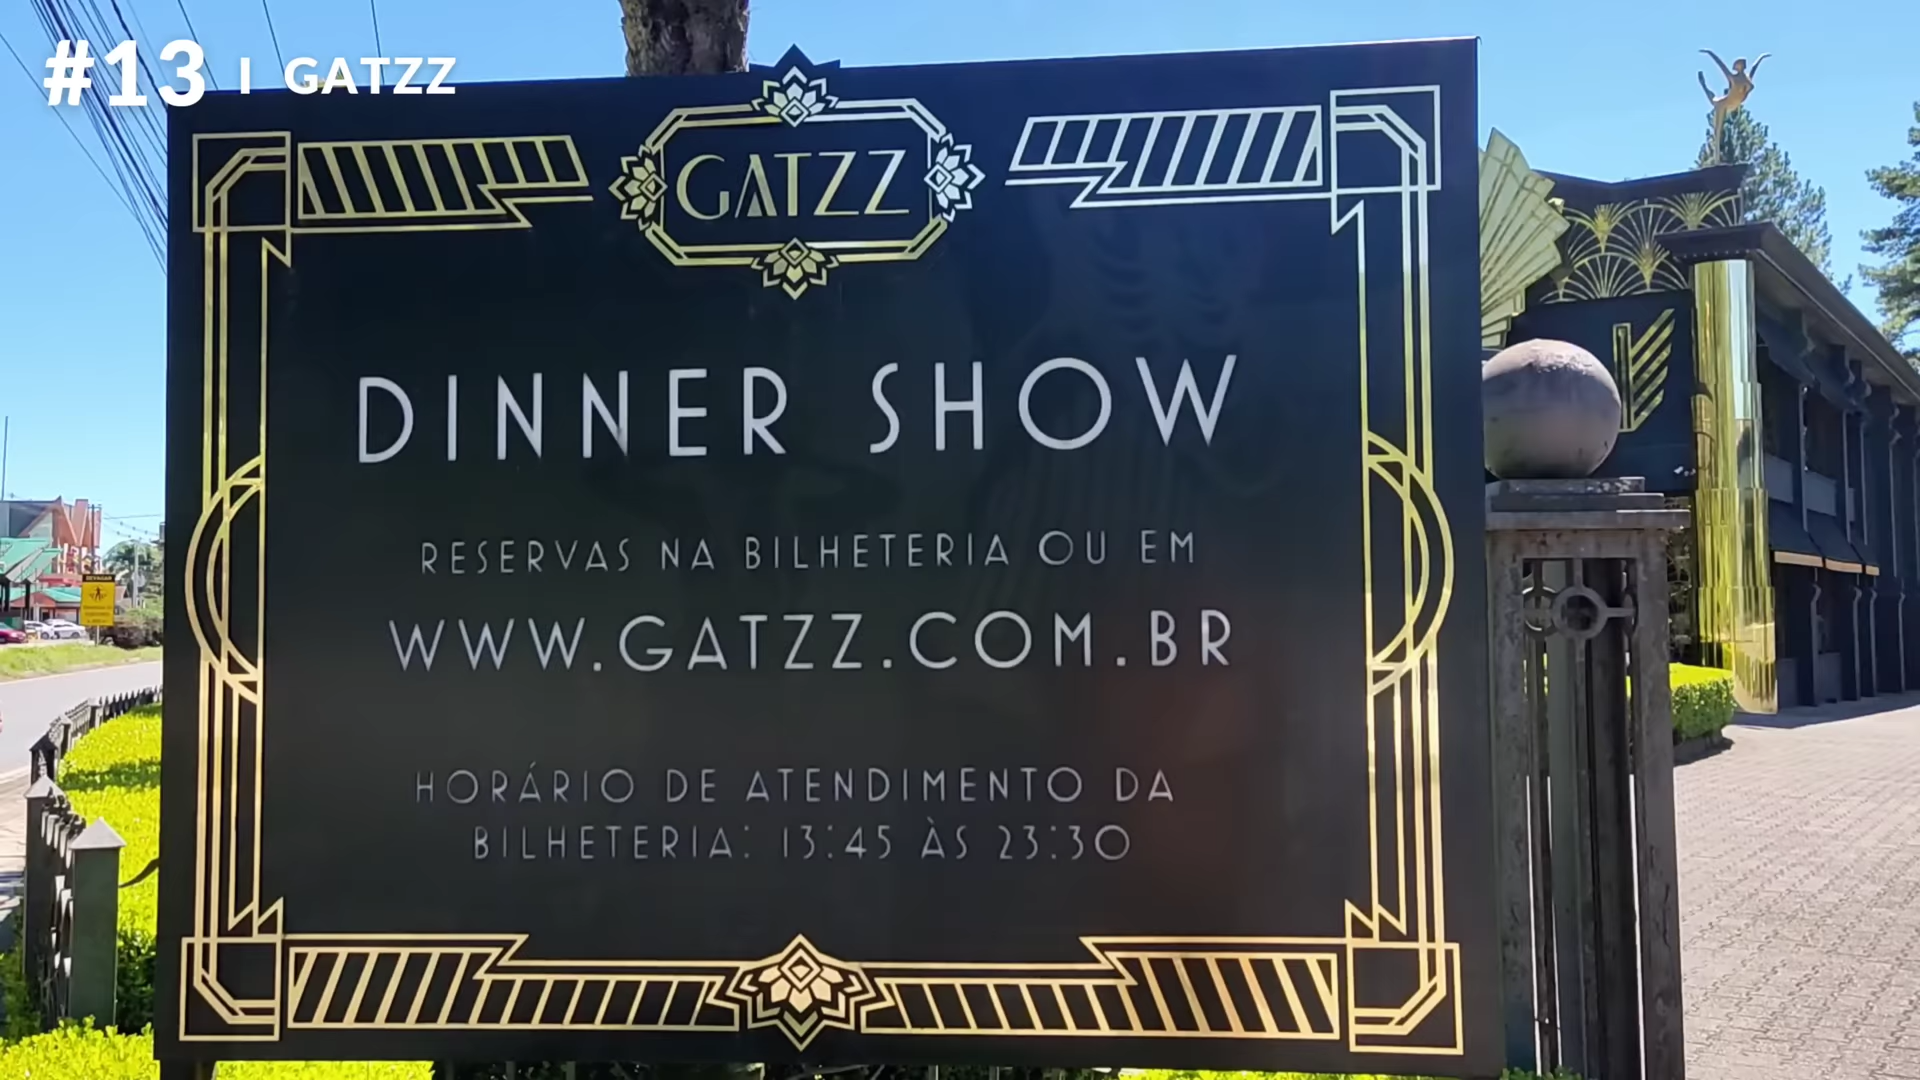 #13 | GATZZ
GATZZ
DINNER SHOW
RESERVAS NA BILHETERIA OU EM
WWW.GATZZ.COM.BR
HORÁRIO DE ATENDIMENTO DA
BILHETERIA: 13:45 ÀS 23:30
DEVAGAR